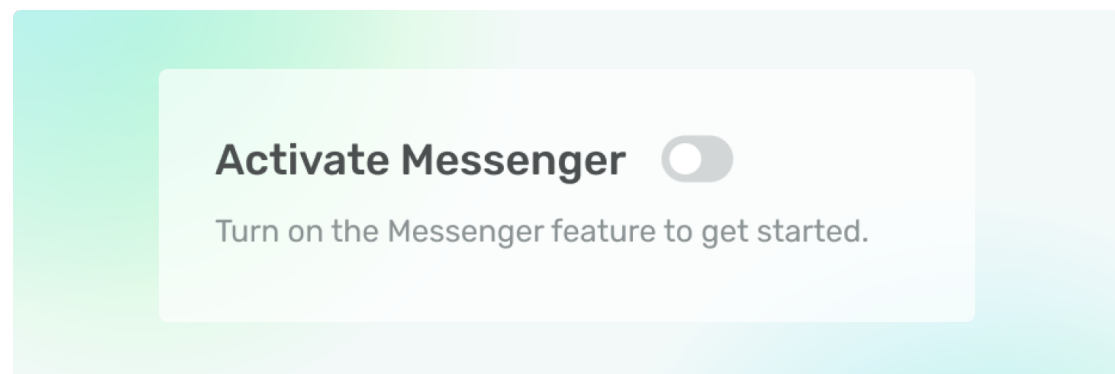 Activate Messenger
Turn on the Messenger feature to get started.